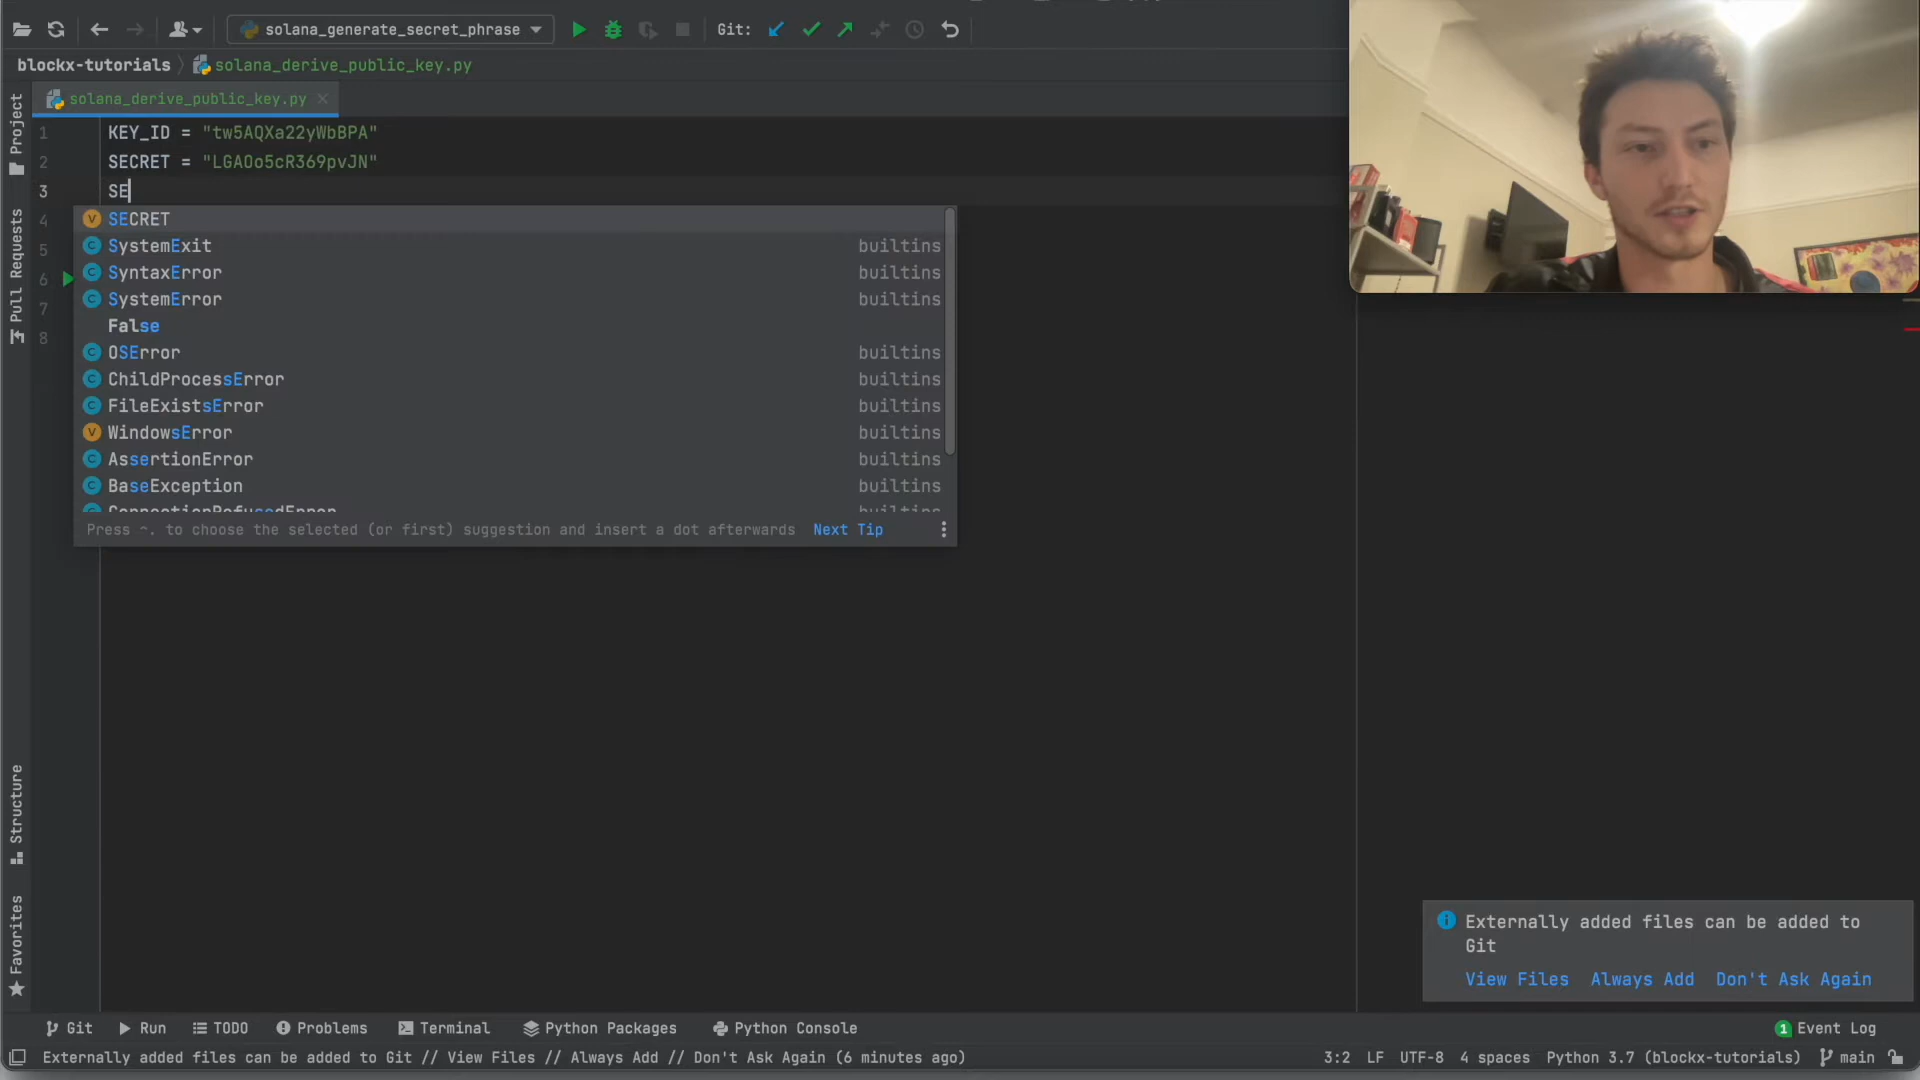 solana_generate_secret_phrase
Git:
blockx-tutorials
solana_derive_public_key.py
solana_derive_public_key.py
Project
Pull Requests
Structure
Favorites
1 KEY_ID = "tw5AQXa22yWbBPA"
2 SECRET = "LGAOo5cR369pvJN"
3 SE
4
5
6
7
8
SECRET
SystemExit builtins
SyntaxError builtins
SystemError builtins
False
OSError builtins
ChildProcessError builtins
FileExistsError builtins
WindowsError builtins
AssertionError builtins
BaseException builtins
ConnectionRefusedError builtins
Press ~. to choose the selected (or first) suggestion and insert a dot afterwards Next Tip
Externally added files can be added to
Git
View Files Always Add Don't Ask Again
Git Run TODO Problems Terminal Python Packages Python Console 1 Event Log
Externally added files can be added to Git // View Files // Always Add // Don't Ask Again (6 minutes ago) 3:2 LF UTF-8 4 spaces Python 3.7 (blockx-tutorials) main